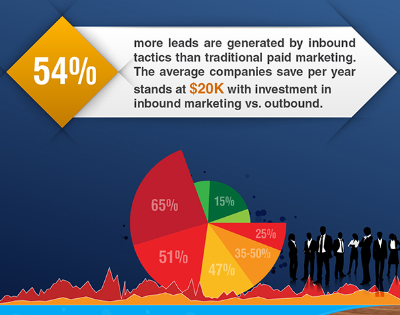 54%
more leads are generated by inbound
tactics than traditional paid marketing.
The average companies save per year
stands at $20K with investment in
inbound marketing vs. outbound.
65%
15%
25%
35-50%
51%
47%